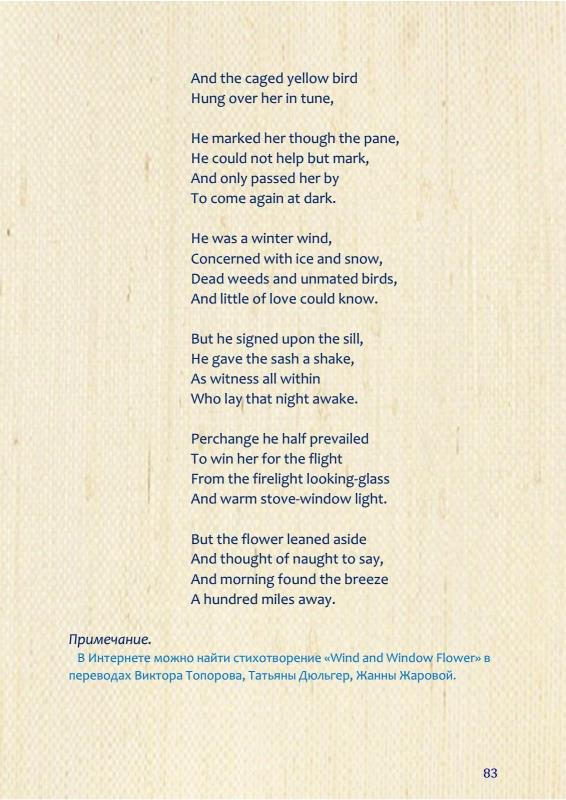 And the caged yellow bird
Hung over her in tune,
He marked her though the pane,
He could not help but mark,
And only passed her by
To come again at dark.
He was a winter wind,
Concerned with ice and snow,
Dead weeds and unmated birds,
And little of love could know.
But he signed upon the sill,
He gave the sash a shake,
As witness all within
Who lay that night awake.
Perchange he half prevailed
To win her for the flight
From the firelight looking-glass
And warm stove-window light.
But the flower leaned aside
And thought of naught to say,
And morning found the breeze
A hundred miles away.
Примечание.
В Интернете можно найти стихотворение «Wind and Window Flower» в
переводах Виктора Топорова, Татьяны Дюльгер, Жанны Жаровой.
83